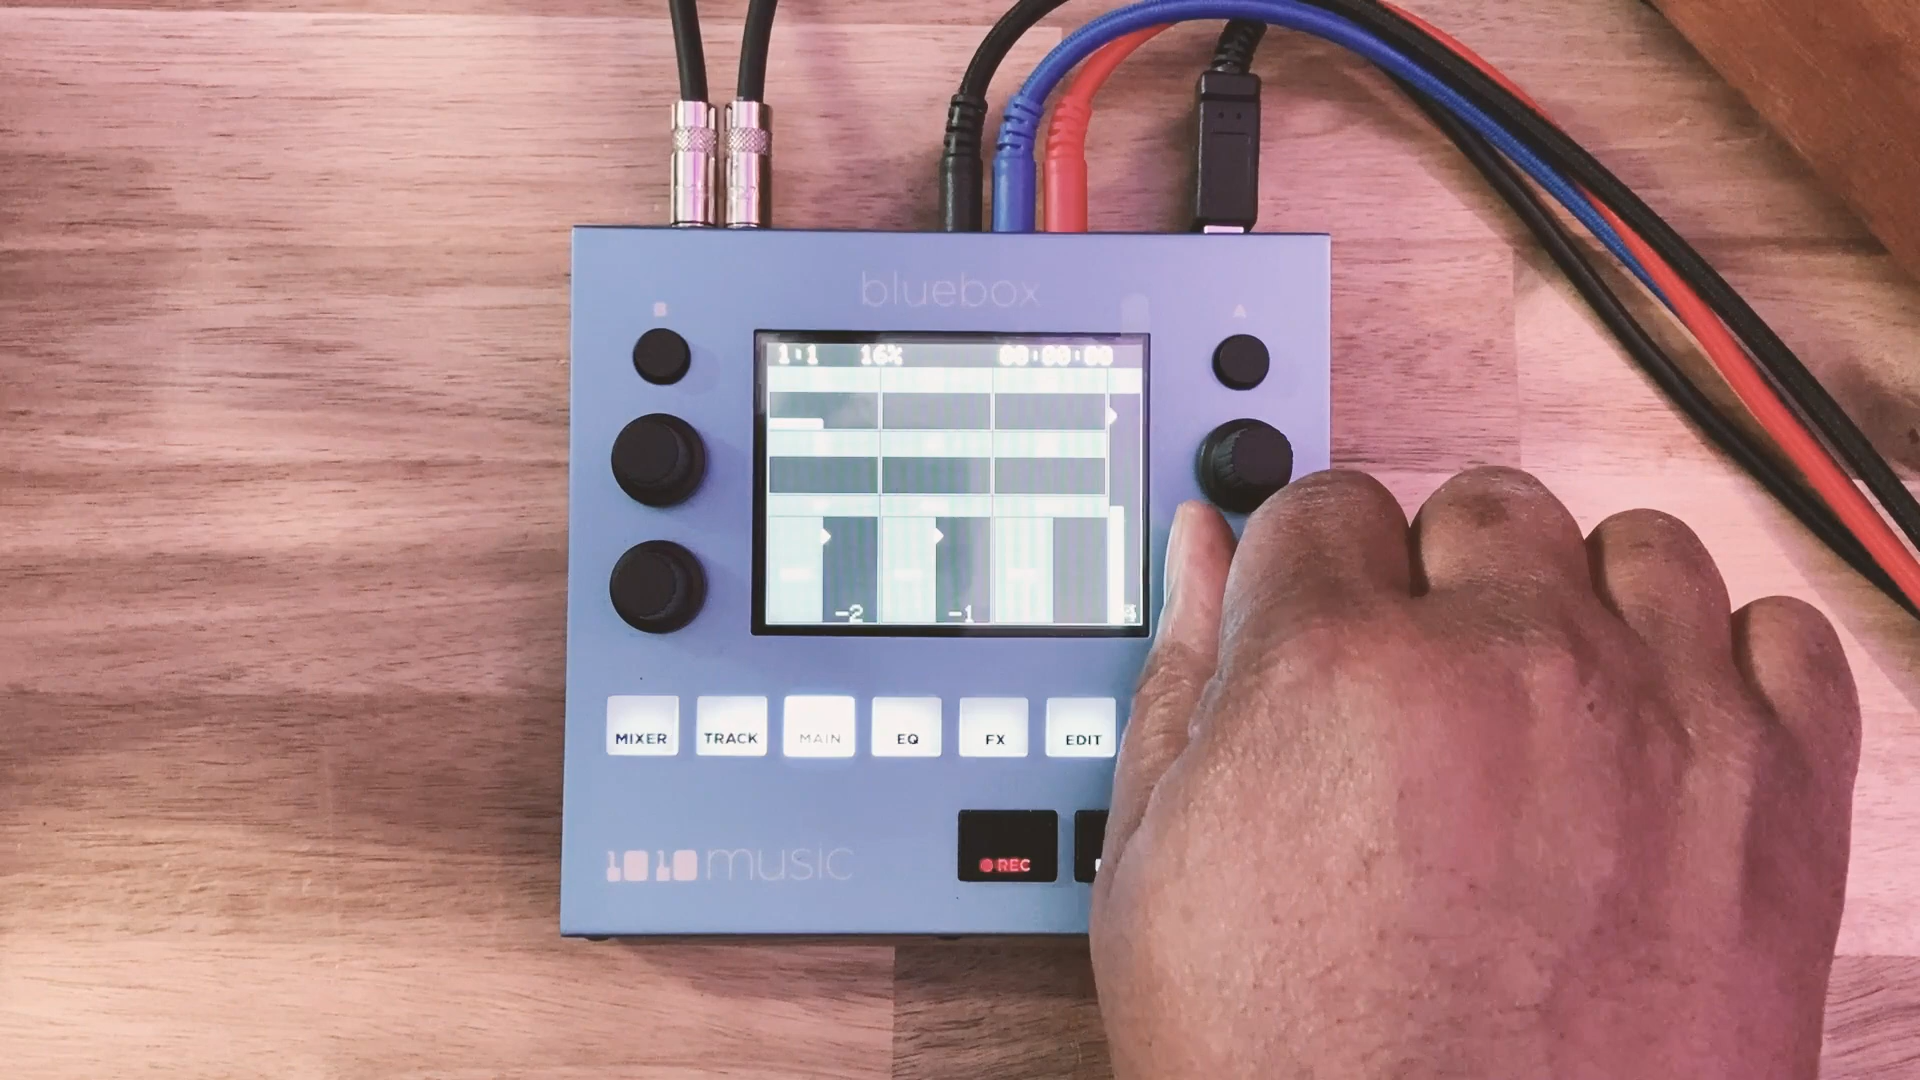 bluebox
B
A
1:1 16% 00:00:00
-2 -1
MIXER TRACK MAIN EQ FX EDIT
REC
1010music